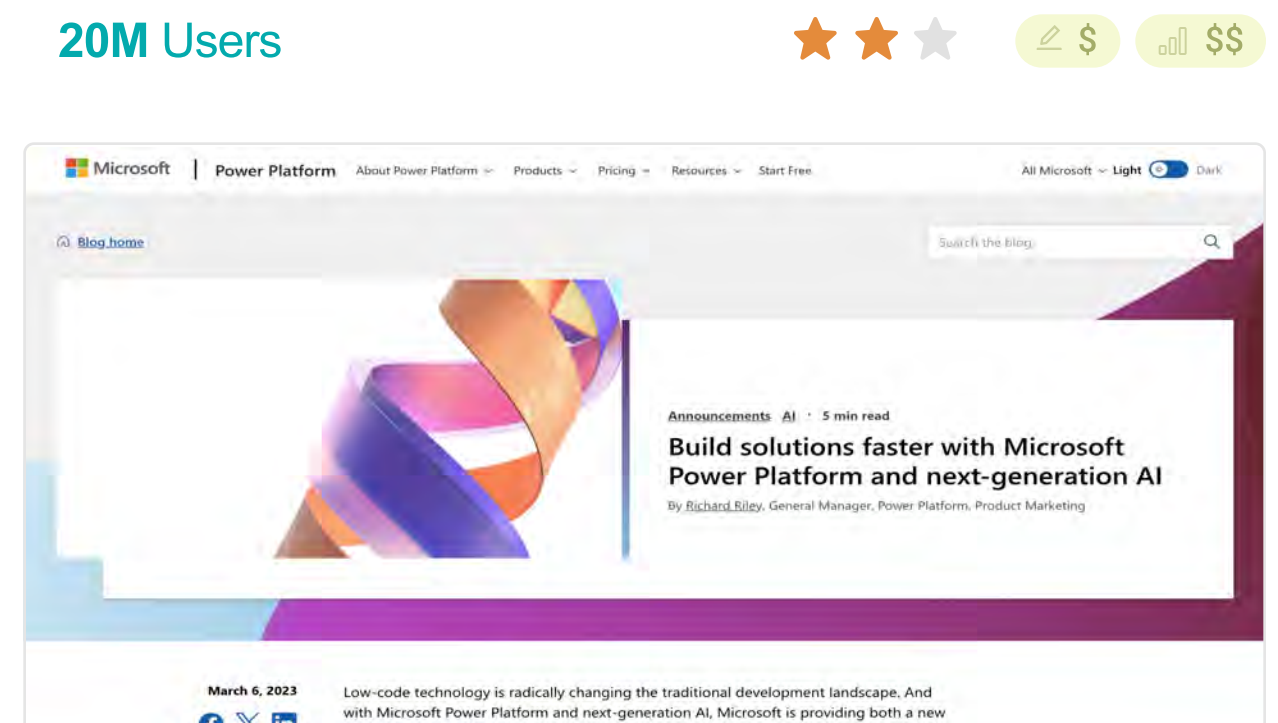 20M Users
$
$$
Microsoft
Power Platform
About Power Platform
Products
Pricing
Resources
Start Free
All Microsoft
Light
Dark
Blog home
Search the blog
Announcements AI · 5 min read
Build solutions faster with Microsoft
Power Platform and next-generation AI
By Richard Riley, General Manager, Power Platform, Product Marketing
March 6, 2023
Low-code technology is radically changing the traditional development landscape. And
with Microsoft Power Platform and next-generation AI, Microsoft is providing both a new